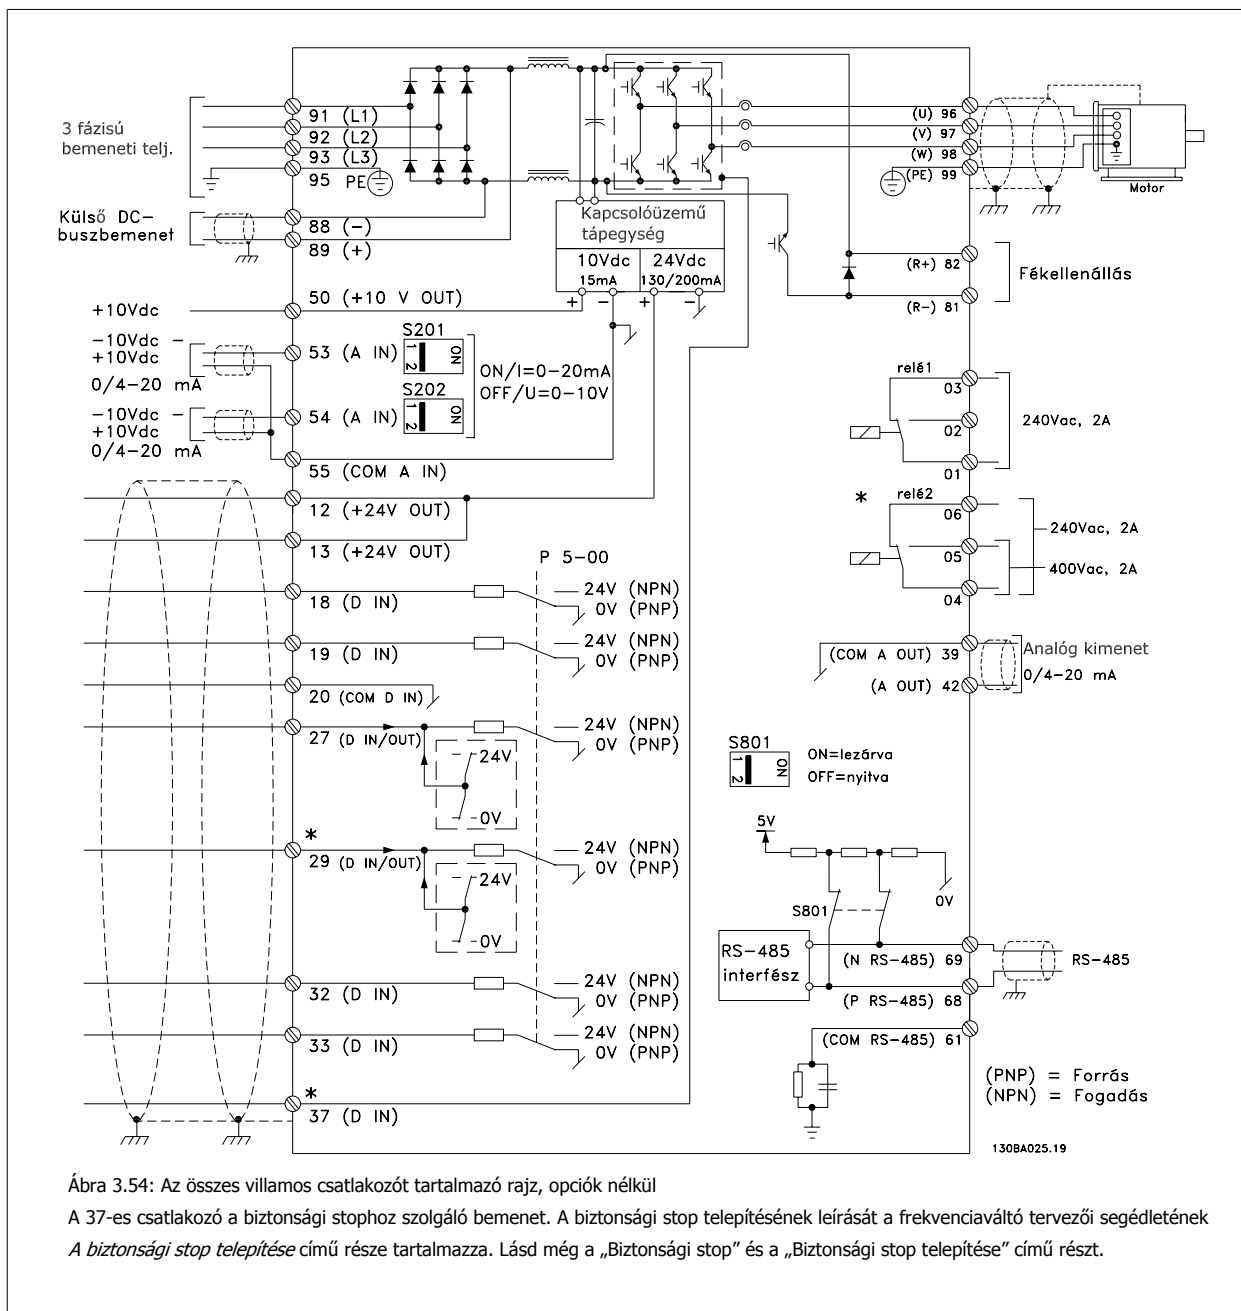 3 fázisú
bemeneti telj.
91 (L1)
92 (L2)
93 (L3)
95 PE
Külső DC-
buszbemenet
88 (-)
89 (+)
Kapcsolóüzemű
tápegység
10Vdc
15mA
24Vdc
130/200mA
+ - + -
(U) 96
(V) 97
(W) 98
(PE) 99
Motor
(R+) 82
(R-) 81
Fékellenállás
+10Vdc
50 (+10 V OUT)
-10Vdc -
+10Vdc
0/4-20 mA
53 (A IN)
S201
1 2
ON
-10Vdc -
+10Vdc
0/4-20 mA
54 (A IN)
S202
1 2
ON
ON/I=0-20mA
OFF/U=0-10V
55 (COM A IN)
12 (+24V OUT)
13 (+24V OUT)
P 5-00
18 (D IN)
24V (NPN)
0V (PNP)
19 (D IN)
24V (NPN)
0V (PNP)
20 (COM D IN)
27 (D IN/OUT)
24V (NPN)
0V (PNP)
24V
0V
*
29 (D IN/OUT)
24V (NPN)
0V (PNP)
24V
0V
32 (D IN)
24V (NPN)
0V (PNP)
33 (D IN)
24V (NPN)
0V (PNP)
*
37 (D IN)
relé1
03
02
01
240Vac, 2A
*
relé2
06
05
04
240Vac, 2A
400Vac, 2A
(COM A OUT) 39
(A OUT) 42
Analóg kimenet
0/4-20 mA
S801
1 2
ON
ON=lezárva
OFF=nyitva
5V
0V
S801
RS-485
interfész
(N RS-485) 69
(P RS-485) 68
RS-485
(COM RS-485) 61
(PNP) = Forrás
(NPN) = Fogadás
130BA025.19
Ábra 3.54: Az összes villamos csatlakozót tartalmazó rajz, opciók nélkül
A 37-es csatlakozó a biztonsági stophoz szolgáló bemenet. A biztonsági stop telepítésének leírását a frekvenciaváltó tervezői segédletének
A biztonsági stop telepítése című része tartalmazza. Lásd még a „Biztonsági stop” és a „Biztonsági stop telepítése” című részt.